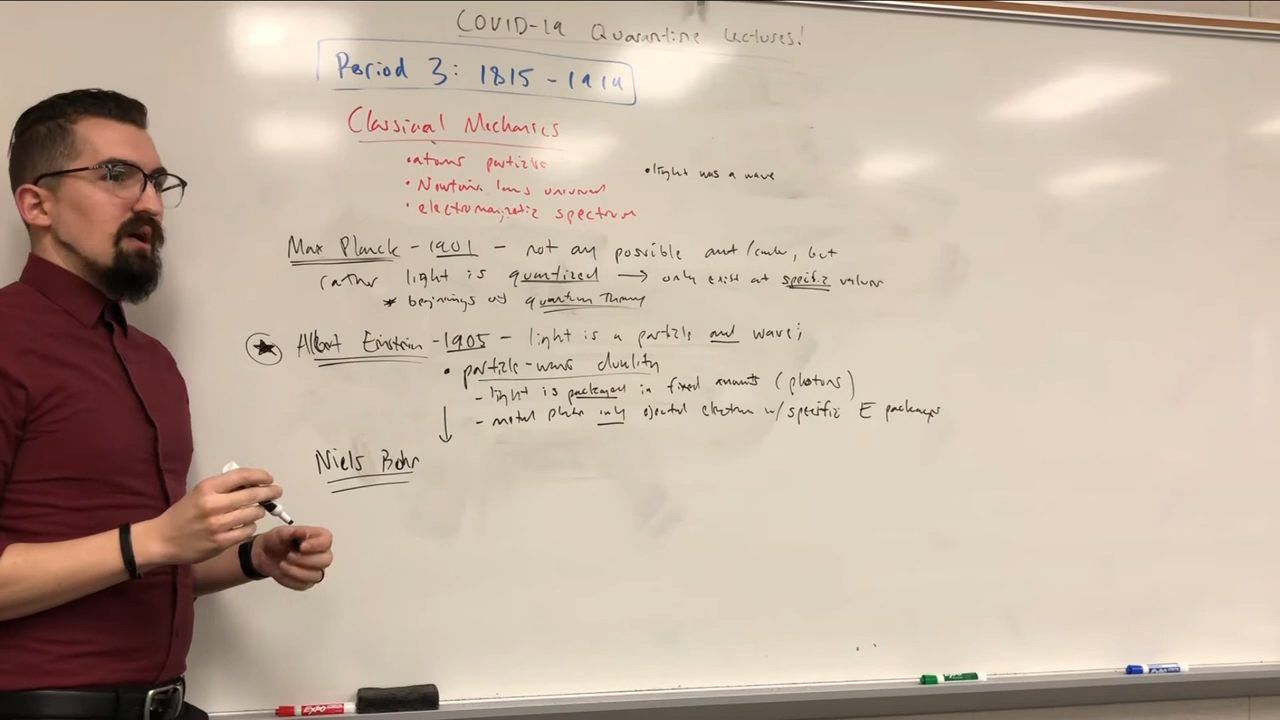 COVID-19 Quarantine Lectures!
Period 3: 1815 - 1919
Classical Mechanics
• atoms particle
• light was a wave
• Newton's laws universal
• electromagnetic spectrum
Max Planck - 1901 - not any possible amt/, but
rather light is quantized → only exist at specific values
* beginnings of quantum Theory
★ Albert Einstein - 1905 - light is a particle and wave;
• particle-wave duality
- light is packaged in fixed amounts (photons)
- metal plate only ejected electron w/ specific E packages
↓
Niels Bohr
EXPO